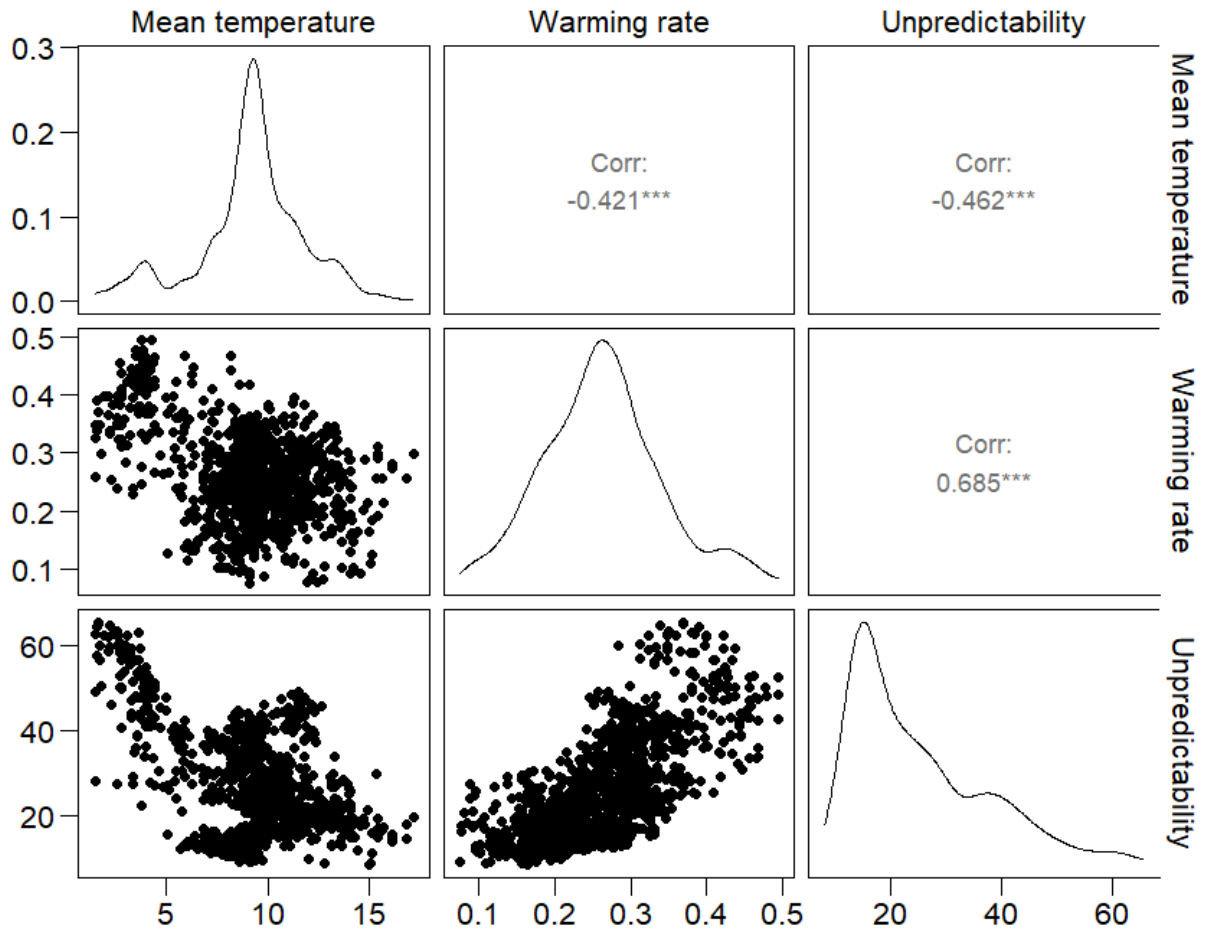 Mean temperature
Warming rate
Unpredictability
0.3
0.2
0.1
0.0
Corr:
-0.421***
Corr:
-0.462***
Mean temperature
0.5
0.4
0.3
0.2
0.1
Corr:
0.685***
Warming rate
60
40
20
Unpredictability
5 10 15
0.1 0.2 0.3 0.4 0.5
20 40 60